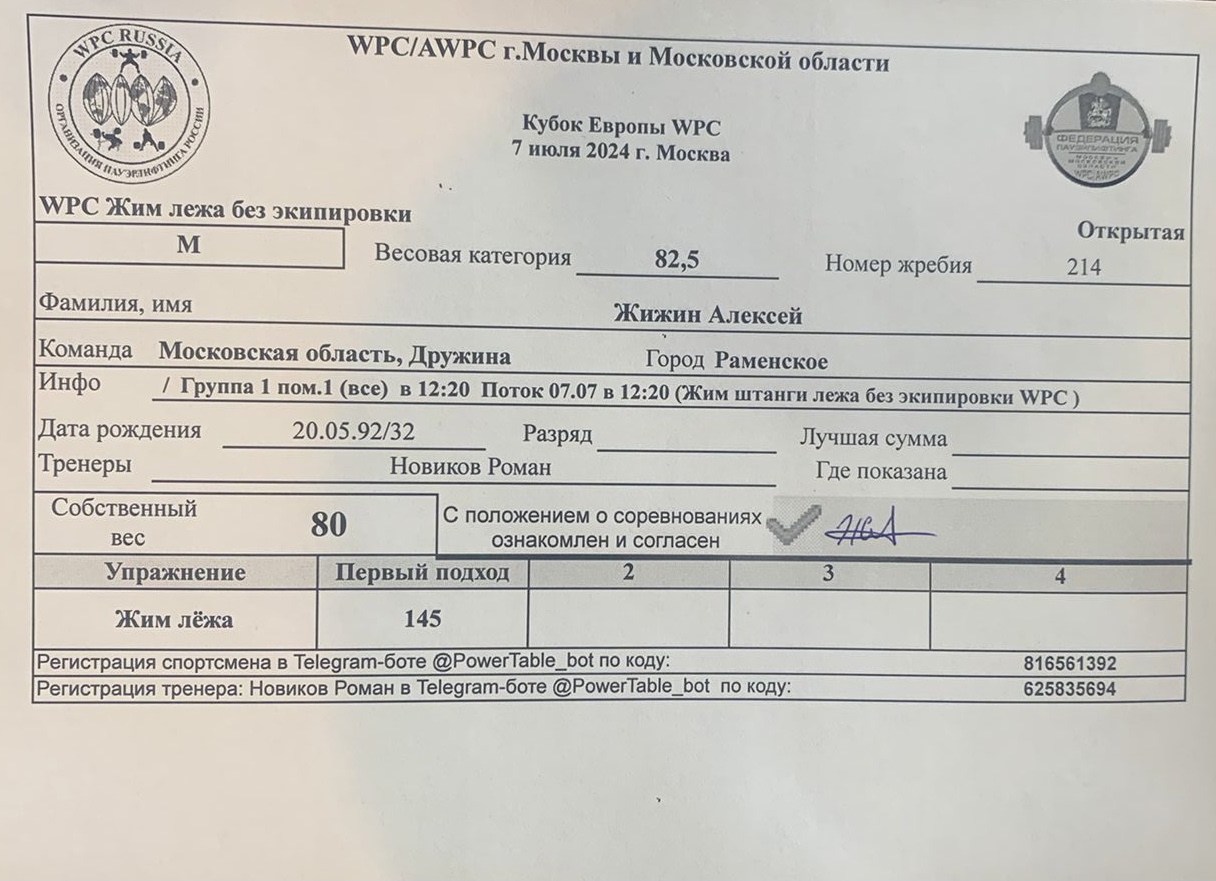 WPC RUSSIA
ОРГАНИЗАЦИЯ ПАУЭРЛИФТИНГА РОССИИ
WPC/AWPC г.Москвы и Московской области
Кубок Европы WPC
7 июля 2024 г. Москва
ФЕДЕРАЦИЯ
ПАУЭРЛИФТИНГА
МОСКВЫ И
МОСКОВСКОЙ
ОБЛАСТИ
WPC/AWPC
WPC Жим лежа без экипировки
Открытая
М Весовая категория 82,5 Номер жребия 214
Фамилия, имя Жижин Алексей
Команда Московская область, Дружина Город Раменское
Инфо / Группа 1 пом.1 (все) в 12:20 Поток 07.07 в 12:20 (Жим штанги лежа без экипировки WPC )
Дата рождения 20.05.92/32 Разряд Лучшая сумма
Тренеры Новиков Роман Где показана
Собственный вес 80 С положением о соревнованиях
ознакомлен и согласен
Упражнение Первый подход 2 3 4
Жим лёжа 145
Регистрация спортсмена в Telegram-боте @PowerTable_bot по коду: 816561392
Регистрация тренера: Новиков Роман в Telegram-боте @PowerTable_bot по коду: 625835694